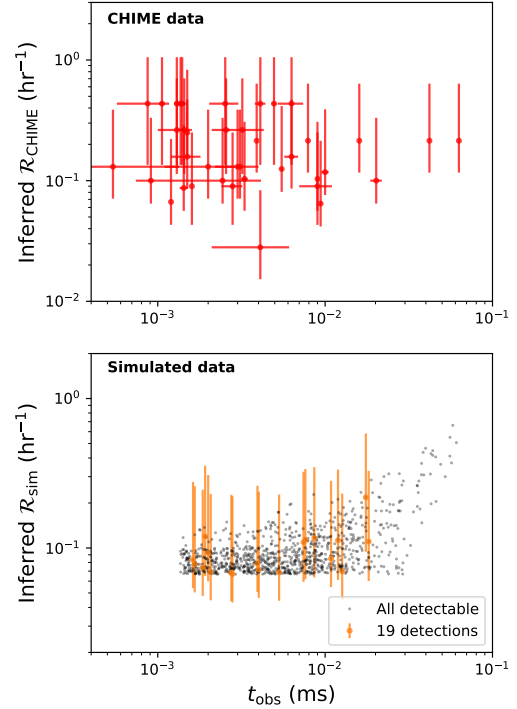 CHIME data
10⁰
10⁻¹
10⁻²
Inferred ℛ_CHIME (hr⁻¹)
10⁻³ 10⁻² 10⁻¹
Simulated data
10⁰
10⁻¹
Inferred ℛ_sim (hr⁻¹)
All detectable
19 detections
10⁻³ 10⁻² 10⁻¹
t_obs (ms)